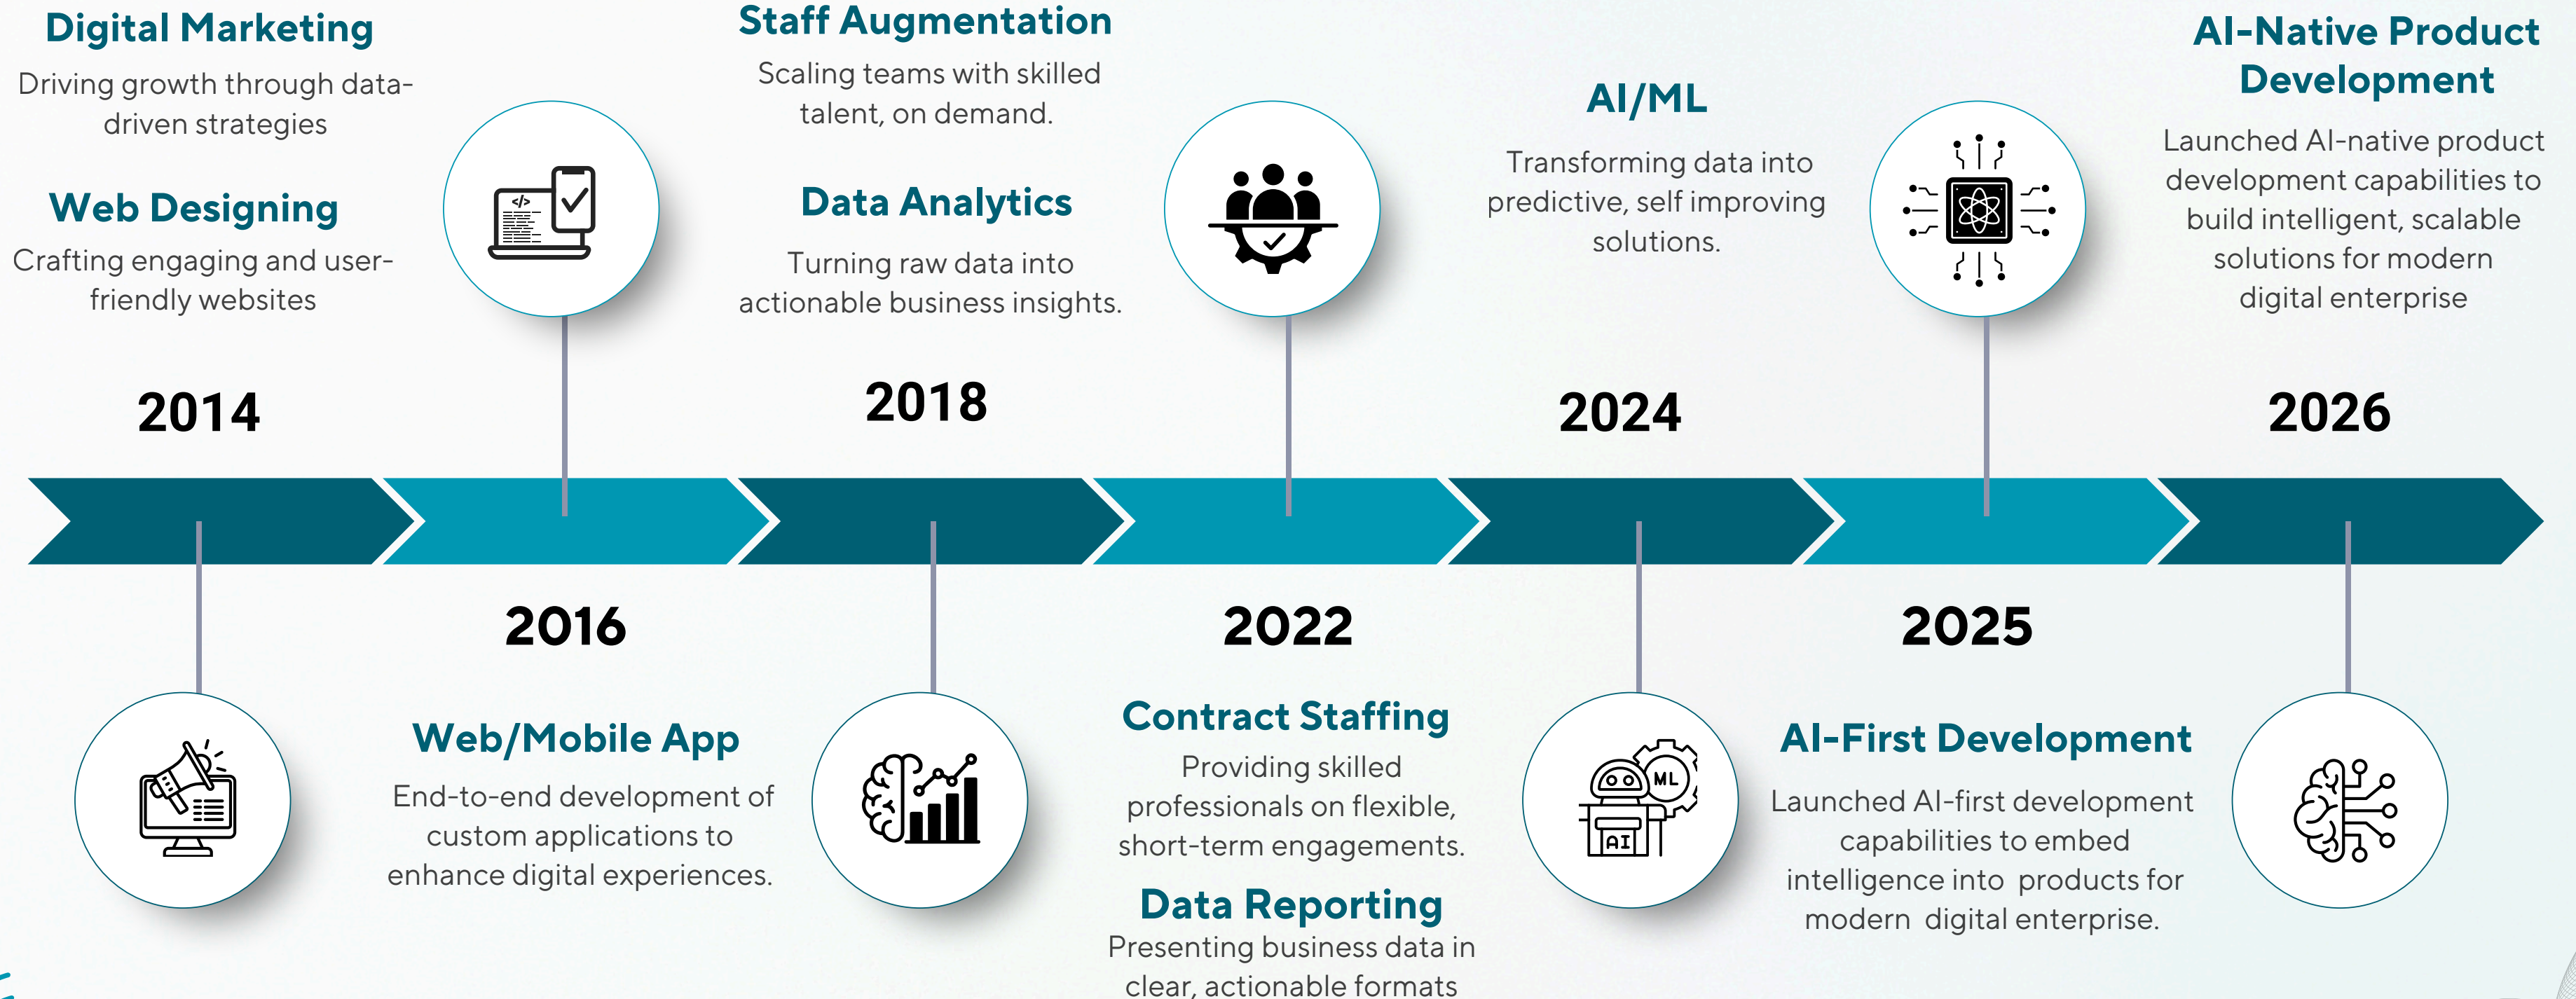 Digital Marketing
Driving growth through data-
driven strategies
Web Designing
Crafting engaging and user-
friendly websites
2014
2016
Web/Mobile App
End-to-end development of
custom applications to
enhance digital experiences.
</>
Staff Augmentation
Scaling teams with skilled
talent, on demand.
Data Analytics
Turning raw data into
actionable business insights.
2018
2022
Contract Staffing
Providing skilled
professionals on flexible,
short-term engagements.
Data Reporting
Presenting business data in
clear, actionable formats
AI/ML
Transforming data into
predictive, self improving
solutions.
2024
ML
AI
2025
AI-First Development
Launched AI-first development
capabilities to embed
intelligence into  products for
modern  digital enterprise.
AI-Native Product
Development
Launched AI-native product
development capabilities to
build intelligent, scalable
solutions for modern
digital enterprise
2026